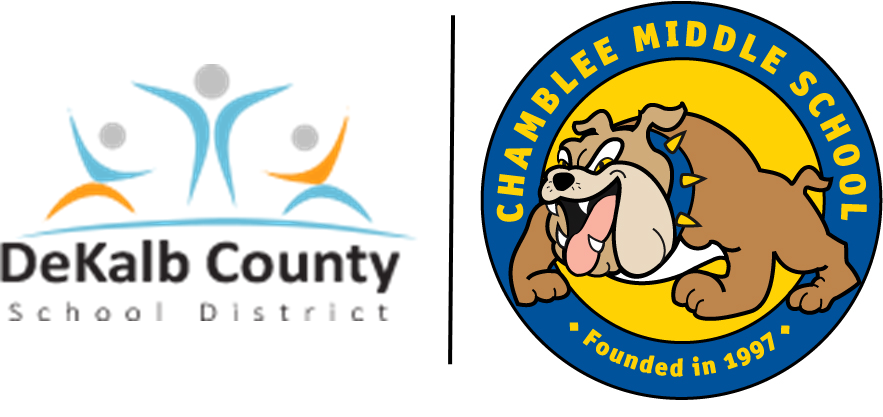 DeKalb County
School District
CHAMBLEE MIDDLE SCHOOL
Founded in 1997